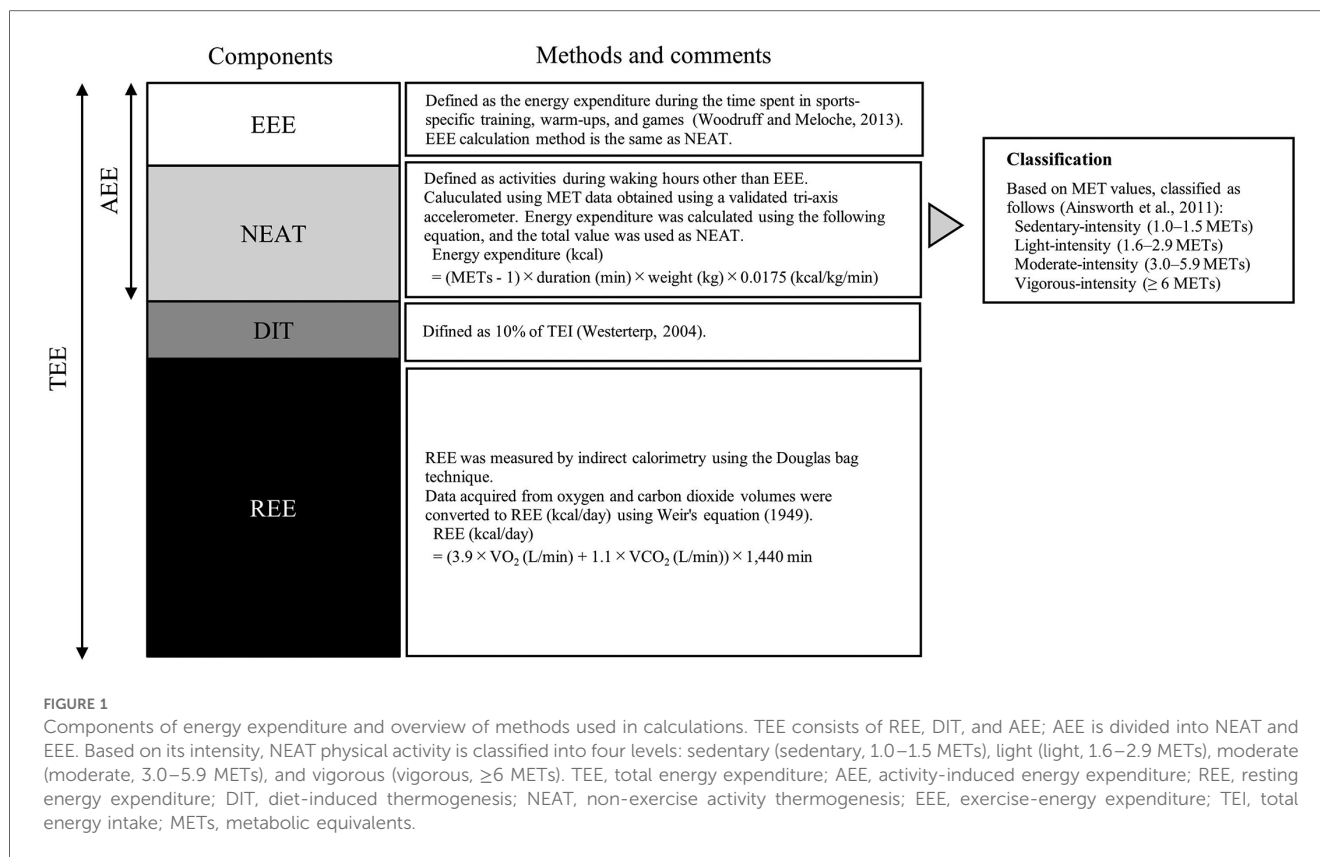 Components
Methods and comments
TEE
AEE
EEE
Defined as the energy expenditure during the time spent in sports-
specific training, warm-ups, and games (Woodruff and Meloche, 2013).
EEE calculation method is the same as NEAT.
NEAT
Defined as activities during waking hours other than EEE.
Caluculated using MET data obtained using a validated tri-axis
accelerometer. Energy expenditure was calculated using the following
equation, and the total value was used as NEAT.
Energy expenditure (kcal)
= (METs - 1) × duration (min) × weight (kg) × 0.0175 (kcal/kg/min)
Classification
Based on MET values, classified as
follows (Ainsworth et al., 2011):
Sedentary-intensity (1.0–1.5 METs)
Light-intensity (1.6–2.9 METs)
Moderate-intensity (3.0–5.9 METs)
Vigorous-intensity (≥ 6 METs)
DIT
Difined as 10% of TEI (Westerterp, 2004).
REE
REE was measured by indirect calorimetry using the Douglas bag
technique.
Data acquired from oxygen and carbon dioxide volumes were
converted to REE (kcal/day) using Weir's equation (1949).
REE (kcal/day)
= (3.9 × VO₂ (L/min) + 1.1 × VCO₂ (L/min)) × 1,440 min
FIGURE 1
Components of energy expenditure and overview of methods used in calculations. TEE consists of REE, DIT, and AEE; AEE is divided into NEAT and
EEE. Based on its intensity, NEAT physical activity is classified into four levels: sedentary (sedentary, 1.0–1.5 METs), light (light, 1.6–2.9 METs), moderate
(moderate, 3.0–5.9 METs), and vigorous (vigorous, ≥6 METs). TEE, total energy expenditure; AEE, activity-induced energy expenditure; REE, resting
energy expenditure; DIT, diet-induced thermogenesis; NEAT, non-exercise activity thermogenesis; EEE, exercise-energy expenditure; TEI, total
energy intake; METs, metabolic equivalents.